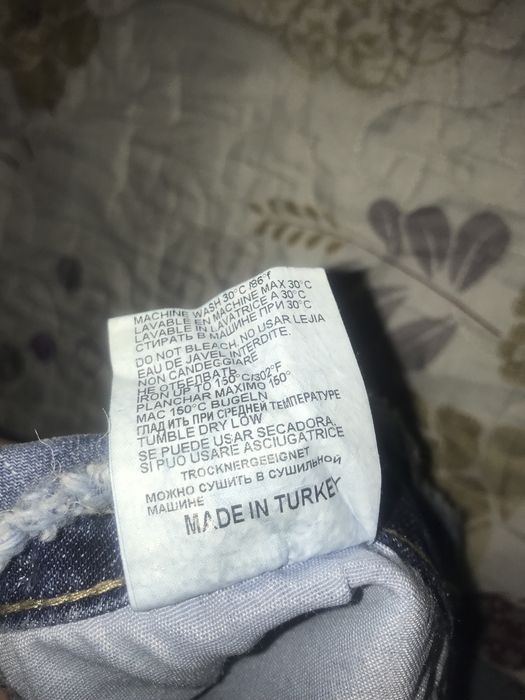 MACHINE WASH 30°C /86°F
LAVABLE EN MACHINE MAX 30°C
LAVABLE IN LAVATRICE A 30°C
СТИРАТЬ В МАШИНЕ ПРИ 30°C
DO NOT BLEACH, NO USAR LEJIA
EAU DE JAVEL INTERDITE.
NON CANDEGGIARE
HE ОТБЕЛВАТЬ
IRON UP TO 150°C/302°F
PLANCHAR MAXIMO 150°
MAC 150°C BUGELN
ГЛАДИТЬ ПРИ СРЕДНЕЙ ТЕМПЕРАТУРЕ
TUMBLE DRY LOW
SE PUEDE USAR SECADORA,
SI PUO USARE ASCIUGATRICE
TROCKNERGEEIGNET
МОЖНО СУШИТЬ В СУШИЛЬНОЙ
МАШИНЕ
MADE IN TURKEY